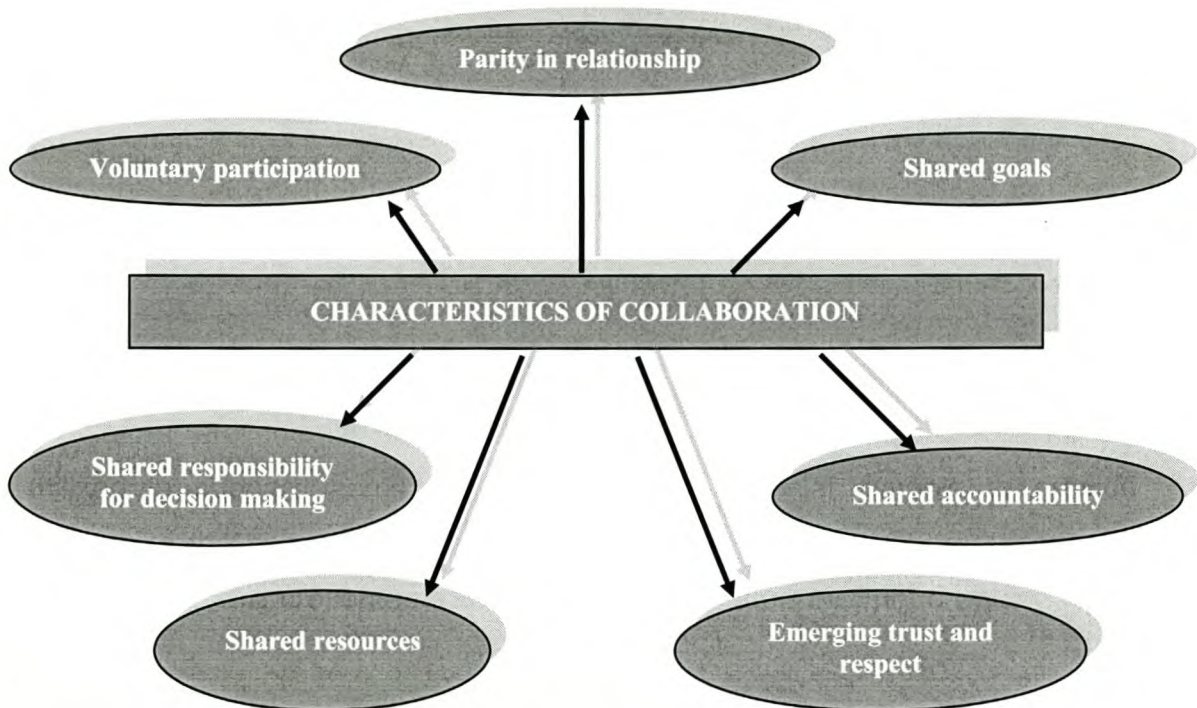 Parity in relationship
Voluntary participation
Shared goals
CHARACTERISTICS OF COLLABORATION
Shared responsibility
for decision making
Shared accountability
Shared resources
Emerging trust and
respect